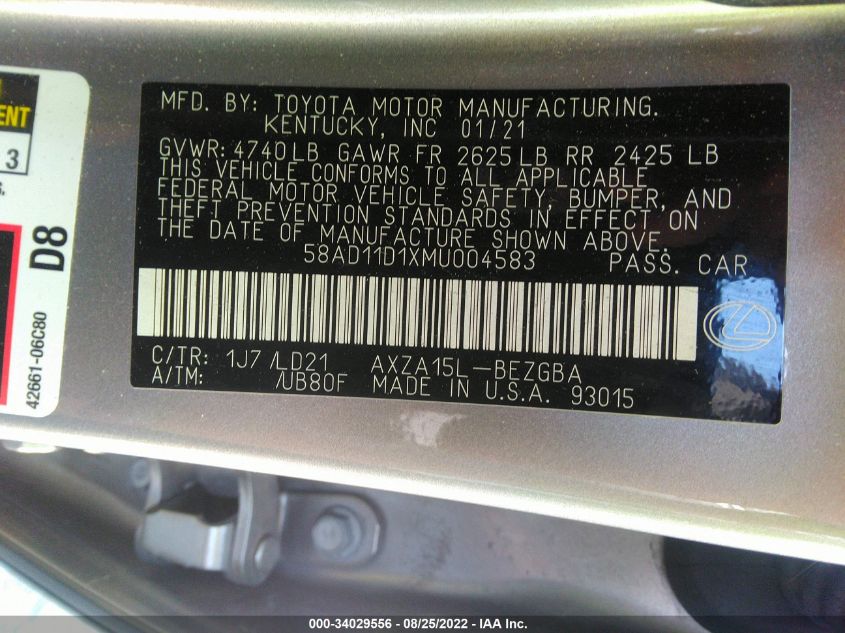 MENT
3
D8
42661-06C80
MFD. BY: TOYOTA MOTOR MANUFACTURING.
KENTUCKY, INC 01/21
GVWR: 4740LB GAWR FR 2625LB RR 2425 LB
THIS VEHICLE CONFORMS TO ALL APPLICABLE
FEDERAL MOTOR VEHICLE SAFETY, BUMPER, AND
THEFT PREVENTION STANDARDS IN EFFECT ON
THE DATE OF MANUFACTURE SHOWN ABOVE.
58AD11D1XMU004583 PASS. CAR
C/TR: 1J7 /LD21 AXZA15L-BEZGBA
A/TM: /UB80F MADE IN U.S.A. 93015
000-34029556 - 08/25/2022 - IAA Inc.